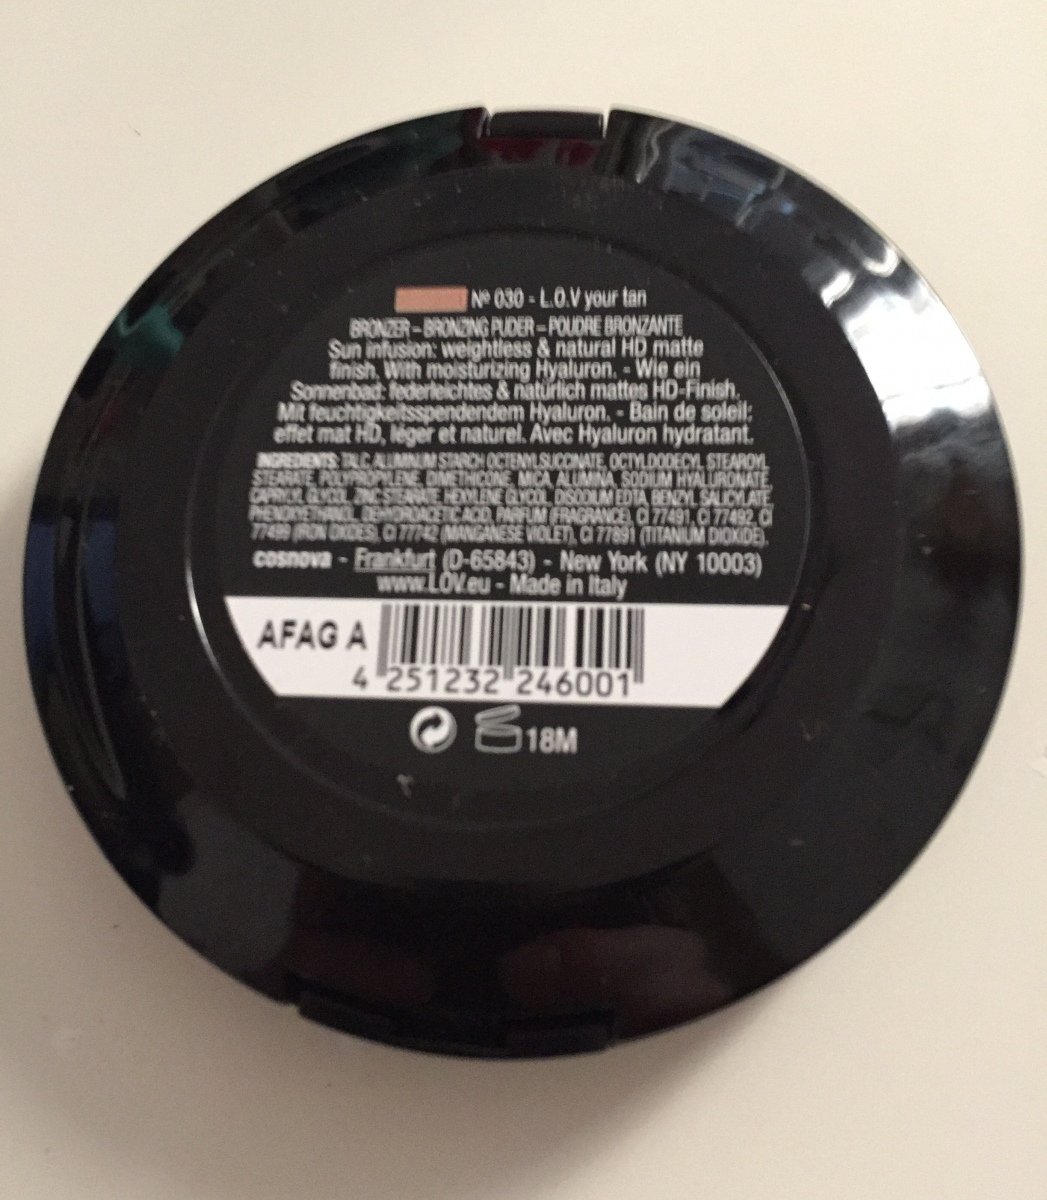 Nº 030 - L.O.V your tan
BRONZER – BRONZING PUDER – POUDRE BRONZANTE
Sun infusion: weightless & natural HD matte
finish. With moisturizing Hyaluron. - Wie ein
Sonnenbad: federleichtes & natürlich mattes HD-Finish.
Mit feuchtigkeitsspendendem Hyaluron. - Bain de soleil:
effet mat HD, léger et naturel. Avec Hyaluron hydratant.
INGREDIENTS: TALC, ALUMINUM STARCH OCTENYLSUCCINATE, OCTYLDODECYL STEAROYL
STEARATE, POLYPROPYLENE, DIMETHICONE, MICA, ALUMINA, SODIUM HYALURONATE,
CAPRYLYL GLYCOL, ZINC STEARATE, HEXYLENE GLYCOL, DISODIUM EDTA, BENZYL SALICYLATE,
PHENOXYETHANOL, DEHYDROACETIC ACID, PARFUM (FRAGRANCE), CI 77491, CI 77492, CI
77499 (IRON OXIDES), CI 77742 (MANGANESE VIOLET), CI 77891 (TITANIUM DIOXIDE).
cosnova - Frankfurt (D-65843) - New York (NY 10003)
www.LOV.eu - Made in Italy
AFAG A
4 251232 246001
18M